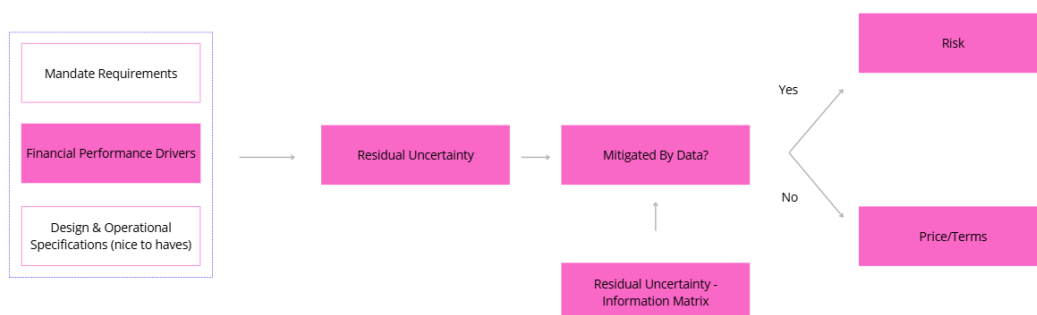 Mandate Requirements
Financial Performance Drivers
Design & Operational
Specifications (nice to haves)
Residual Uncertainty
Mitigated By Data?
Residual Uncertainty -
Information Matrix
Yes
No
Risk
Price/Terms